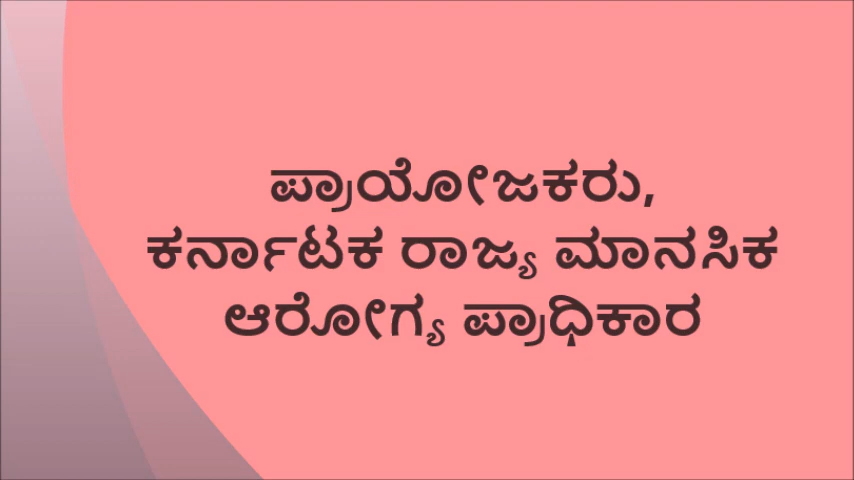 ಪ್ರಾಯೋಜಕರು,
ಕರ್ನಾಟಕ ರಾಜ್ಯ ಮಾನಸಿಕ
ಆರೋಗ್ಯ ಪ್ರಾಧಿಕಾರ